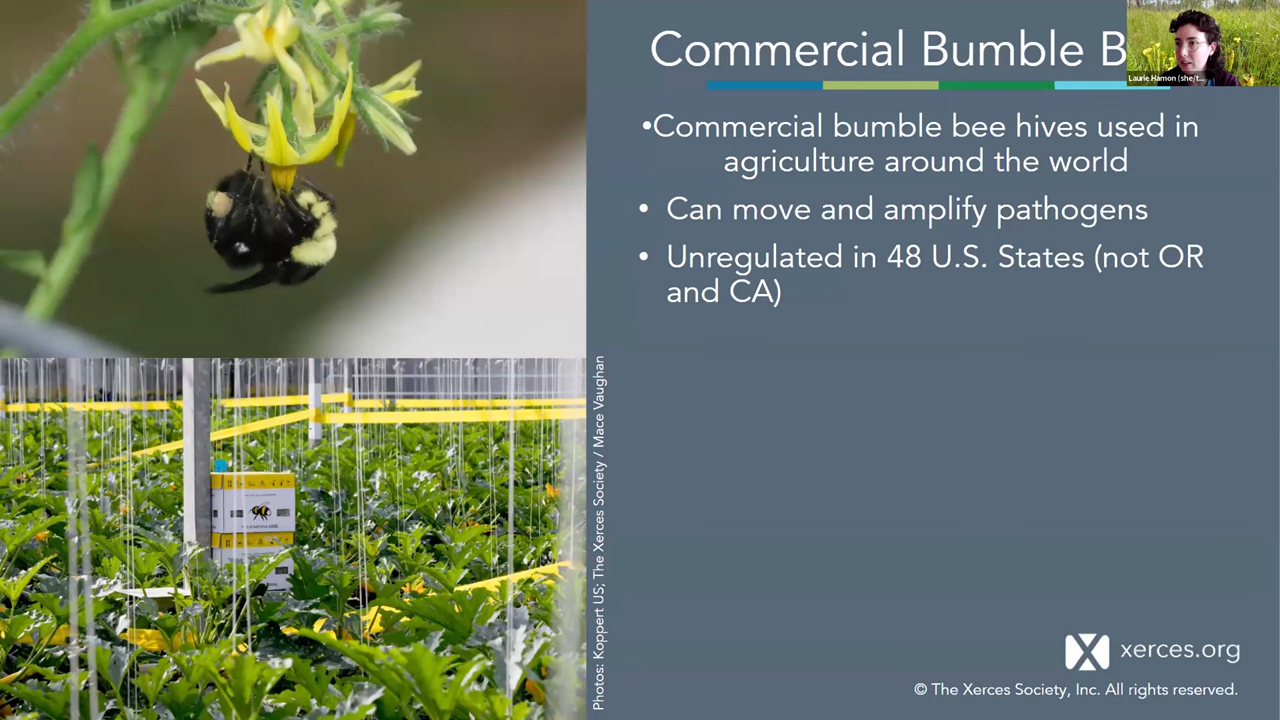 Commercial Bumble B
Laurie Hamon (she/t...
•Commercial bumble bee hives used in
agriculture around the world
• Can move and amplify pathogens
• Unregulated in 48 U.S. States (not OR
and CA)
Photos: Koppert US; The Xerces Society / Mace Vaughan
xerces.org
© The Xerces Society, Inc. All rights reserved.